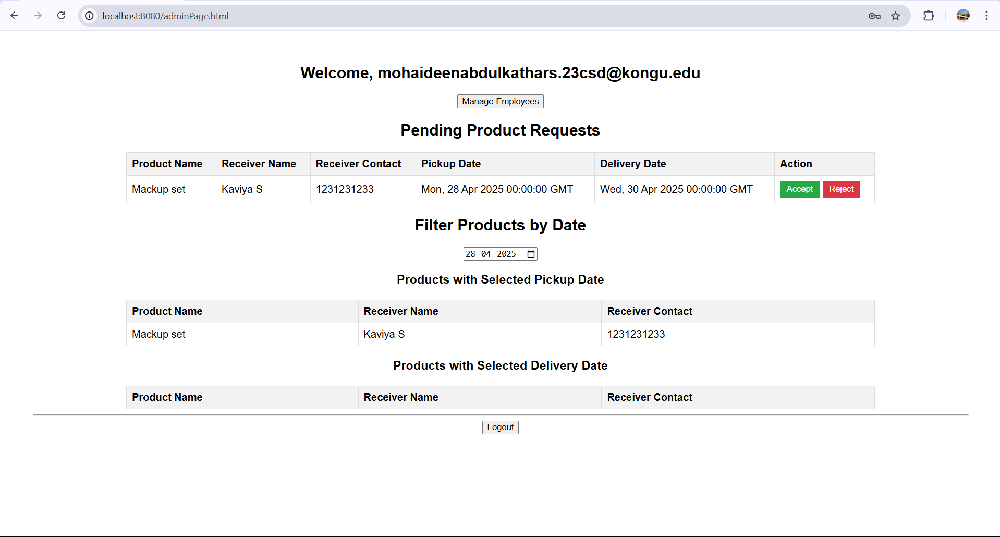 localhost:8080/adminPage.html
Welcome, mohaideenabdulkathars.23csd@kongu.edu
Manage Employees
Pending Product Requests
Product Name Receiver Name Receiver Contact Pickup Date Delivery Date Action
Mackup set Kaviya S 1231231233 Mon, 28 Apr 2025 00:00:00 GMT Wed, 30 Apr 2025 00:00:00 GMT Accept Reject
Filter Products by Date
28-04-2025
Products with Selected Pickup Date
Product Name Receiver Name Receiver Contact
Mackup set Kaviya S 1231231233
Products with Selected Delivery Date
Product Name Receiver Name Receiver Contact
Logout